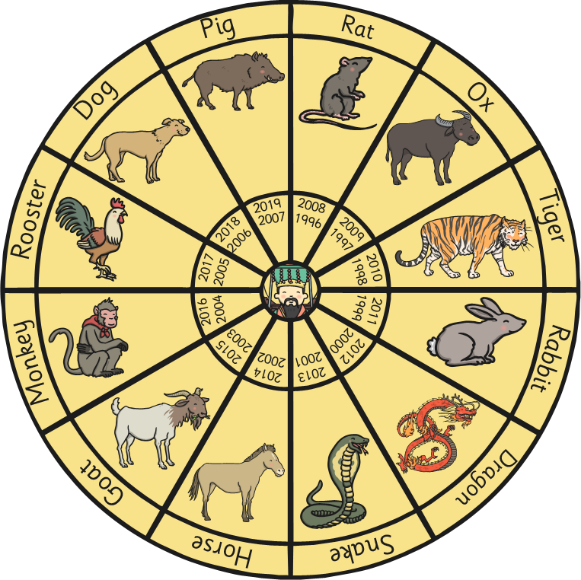 Rat
Ox
Tiger
Rabbit
Dragon
Snake
Horse
Goat
Monkey
Rooster
Dog
Pig
2008
1996
2009
1997
2010
1998
2011
1999
2012
2000
2013
2001
2014
2002
2015
2003
2016
2004
2017
2005
2018
2006
2019
2007